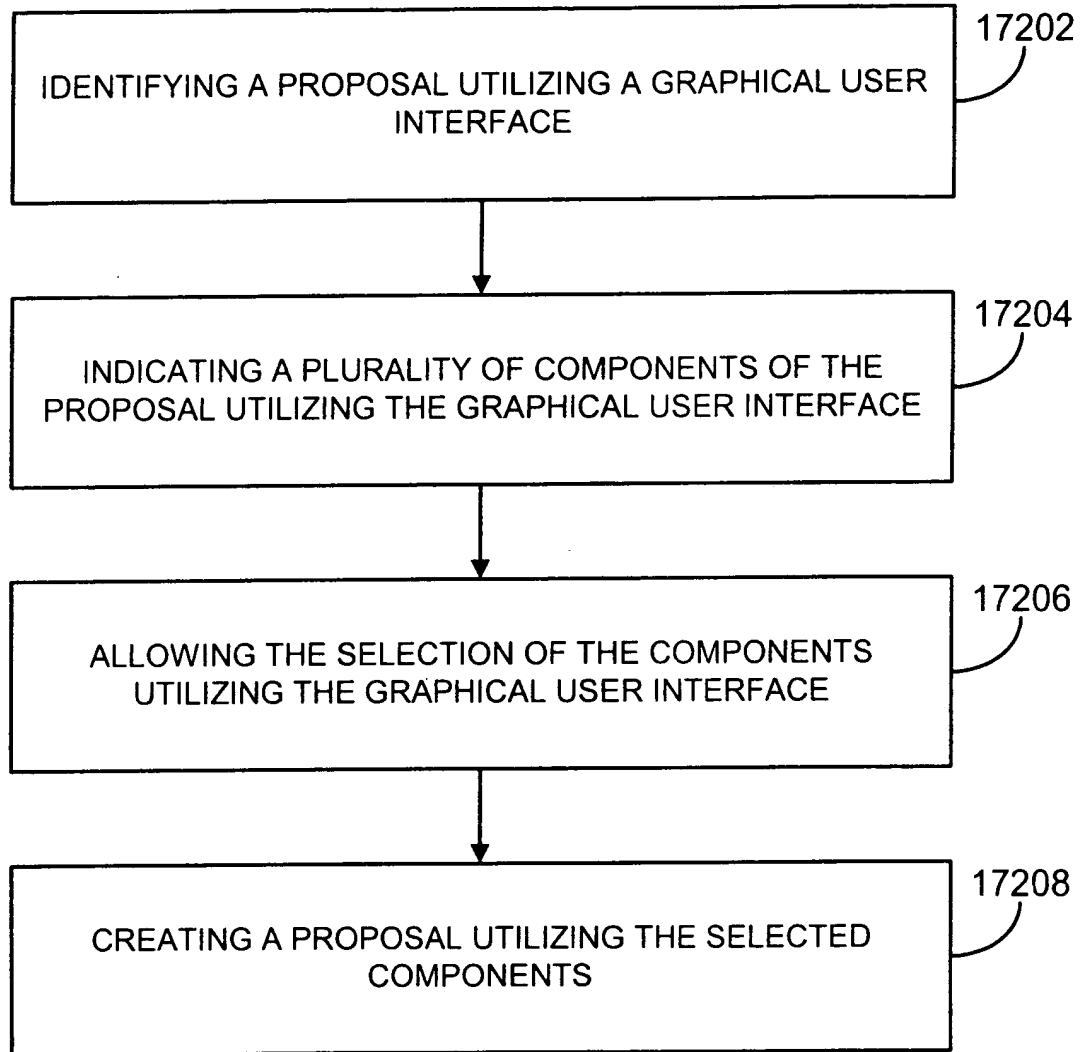 17202
IDENTIFYING A PROPOSAL UTILIZING A GRAPHICAL USER
INTERFACE
17204
INDICATING A PLURALITY OF COMPONENTS OF THE
PROPOSAL UTILIZING THE GRAPHICAL USER INTERFACE
17206
ALLOWING THE SELECTION OF THE COMPONENTS
UTILIZING THE GRAPHICAL USER INTERFACE
17208
CREATING A PROPOSAL UTILIZING THE SELECTED
COMPONENTS